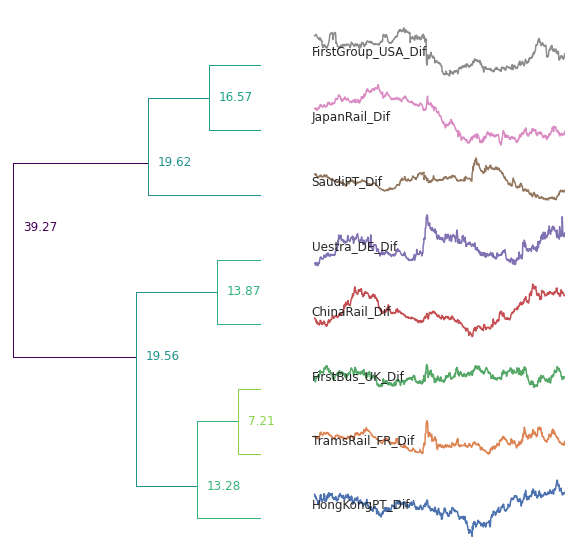 FirstGroup_USA_Dif
16.57
JapanRail_Dif
19.62
SaudiPT_Dif
39.27
Uestra_DE_Dif
13.87
ChinaRail_Dif
19.56
FirstBus_UK_Dif
7.21
TramsRail_FR_Dif
13.28
HongKongPT_Dif